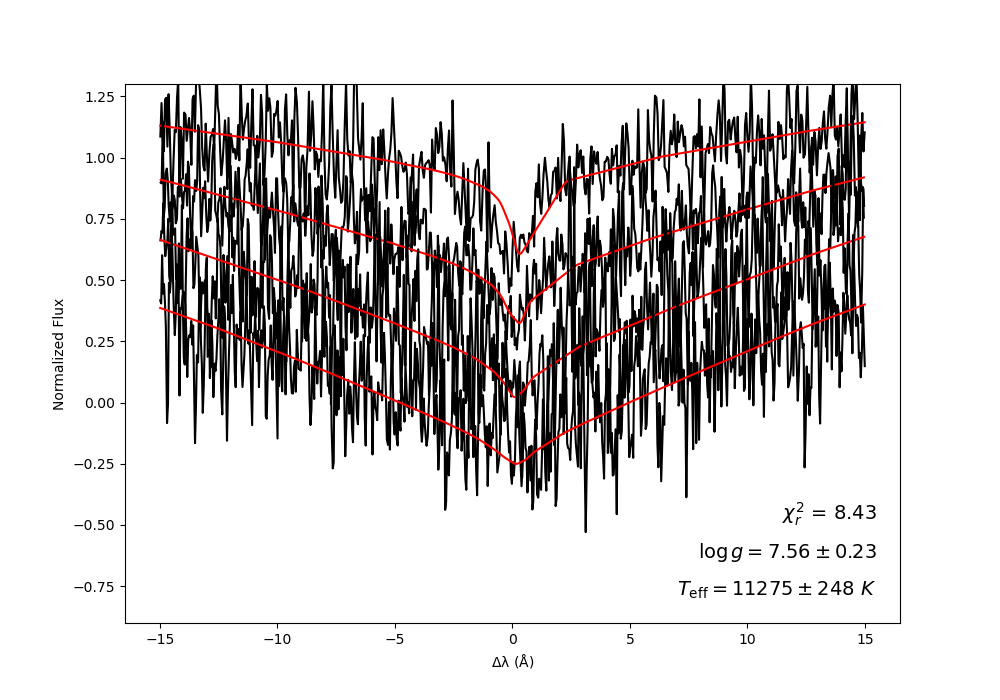 1.25
1.00
0.75
0.50
0.25
0.00
−0.25
−0.50
−0.75
Normalized Flux
χ²ᵣ = 8.43
log g = 7.56 ± 0.23
T_eff = 11275 ± 248 K
−15 −10 −5 0 5 10 15
Δλ (Å)